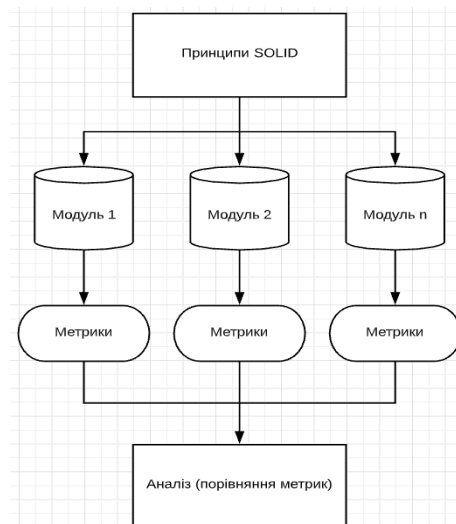 Принципи SOLID
Модуль 1
Модуль 2
Модуль n
Метрики
Метрики
Метрики
Аналіз (порівняння метрик)